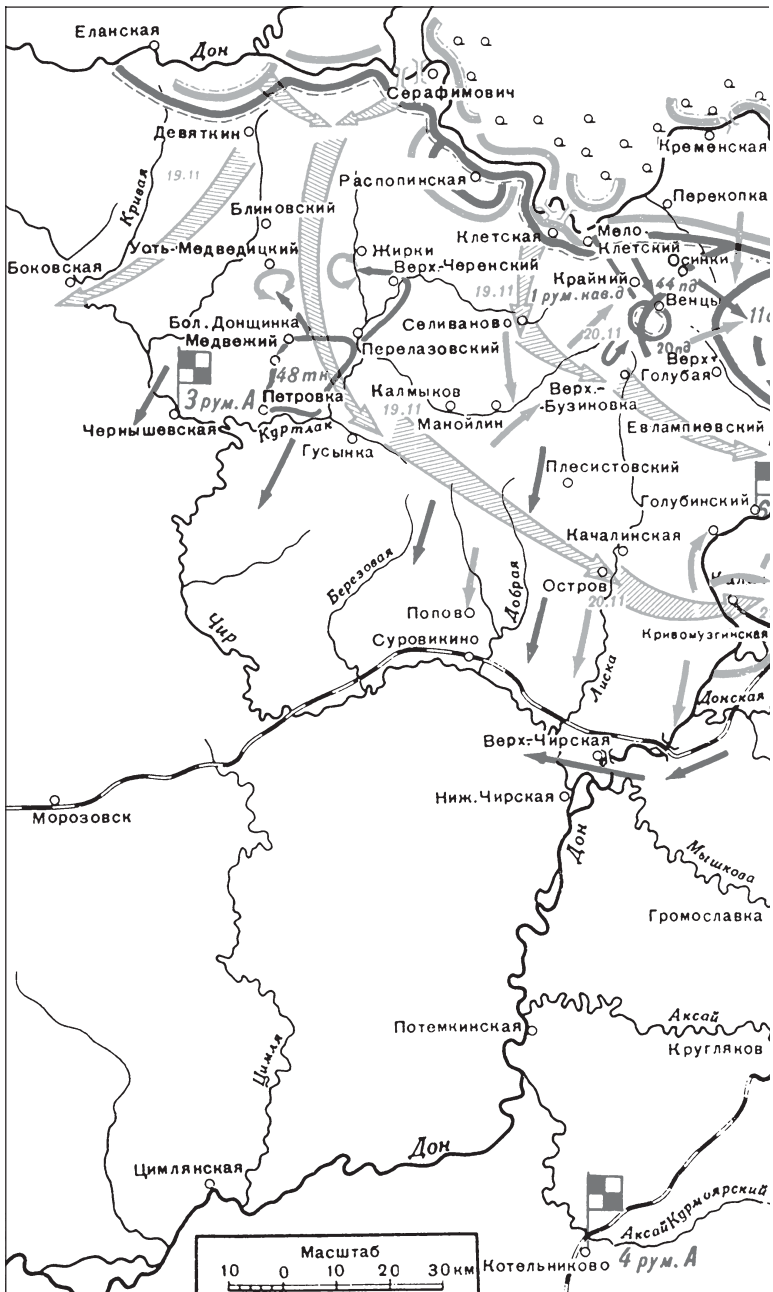 Еланская
Дон
Серафимович
Девяткин
Кременская
19.11
Кривая
Распопинская
Перекопка
Блиновский
Клетская
Мело-
Клетский
Усть-Медведицкий
Жирки
Осинки
Боковская
Верх.-Черенский
Крайний
44 пд
19.11
1 рум. кав. д
Венцы
Селиваново
20.11
20 пд
Бол. Донщинка
Медвежий
Перелазовский
Верх.
Голубая
3 рум. А
48 тк
Калмыков
Верх.-
Бузиновка
Петровка
19.11
Манойлин
Чернышевская
Куртлак
Евлампиевский
Гусынка
Плесистовский
Голубинский
Качалинская
Березовая
Добрая
Остров
20.11
Попово
Чир
Суровикино
Кривомузгинская
Лиска
Донская
Верх.-Чирская
Ниж. Чирская
Морозовск
Дон
Мышкова
Громославка
Потемкинская
Аксай
Кругляков
Цимля
Дон
Цимлянская
Аксай Курмоярский
Масштаб
10 0 10 20 30 км
Котельниково
4 рум. А